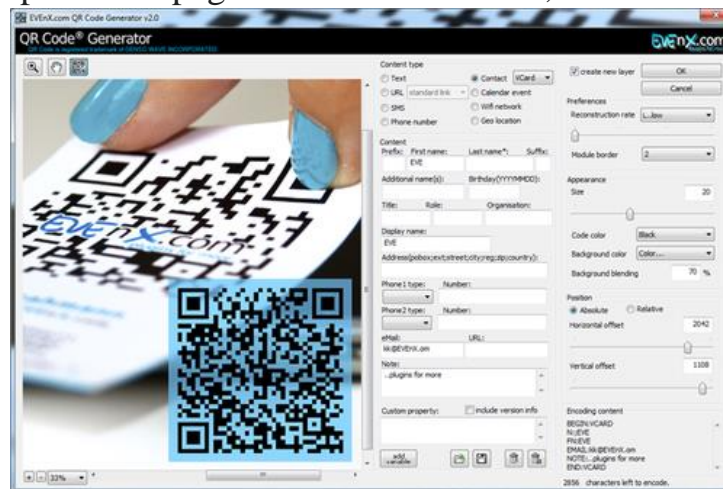 EVEnX.com QR Code Generator v2.0
QR Code® Generator
QR Code is registered trademark of DENSO WAVE INCORPORATED
EVEnX.com
Content type
Text
Contact
VCard
URL
standard link
Calendar event
SMS
Wifi network
Phone number
Geo location
Content
Prefix: First name: Last name*: Suffix:
EVE
Additional name(s): Birthday(YYYYMMDD):
Title: Role: Organisation:
Display name:
EVE
Address(pobox;ext;street;city;reg;zip;country):
Phone1 type: Number:
Phone2 type: Number:
eMail: URL:
kk@EVEnX.om
Note:
...plugins for more
Custom property: include version info
add variable
create new layer
OK
Cancel
Preferences
Reconstruction rate L..low
Module border 2
Appearance
Size 20
Code color Black
Background color Color...
Background blending 70 %
Position
Absolute Relative
Horizontal offset 2042
Vertical offset 1108
Encoding content
BEGIN:VCARD
N:;EVE
FN:EVE
EMAIL:kk@EVEnX.om
NOTE:...plugins for more
END:VCARD
2856 characters left to encode.
EVEnX.com
33%